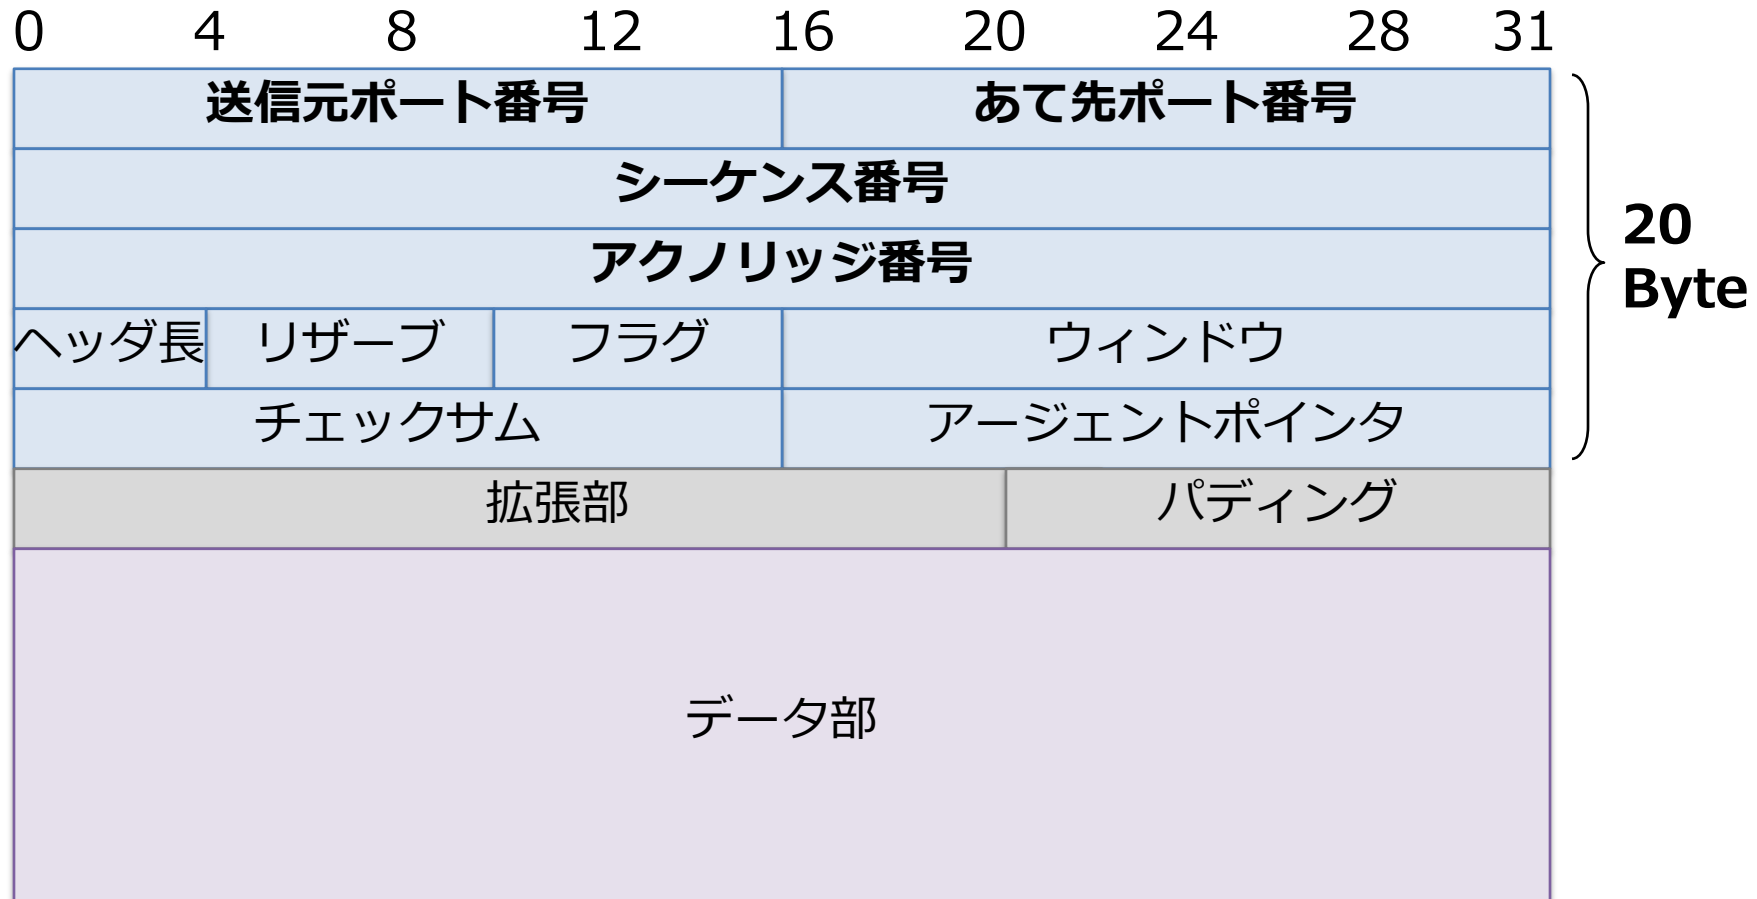 0 4 8 12 16 20 24 28 31
送信元ポート番号 あて先ポート番号
シーケンス番号
アクノリッジ番号
ヘッダ長 リザーブ フラグ ウィンドウ
チェックサム アージェントポインタ
拡張部 パディング
データ部
20
Byte